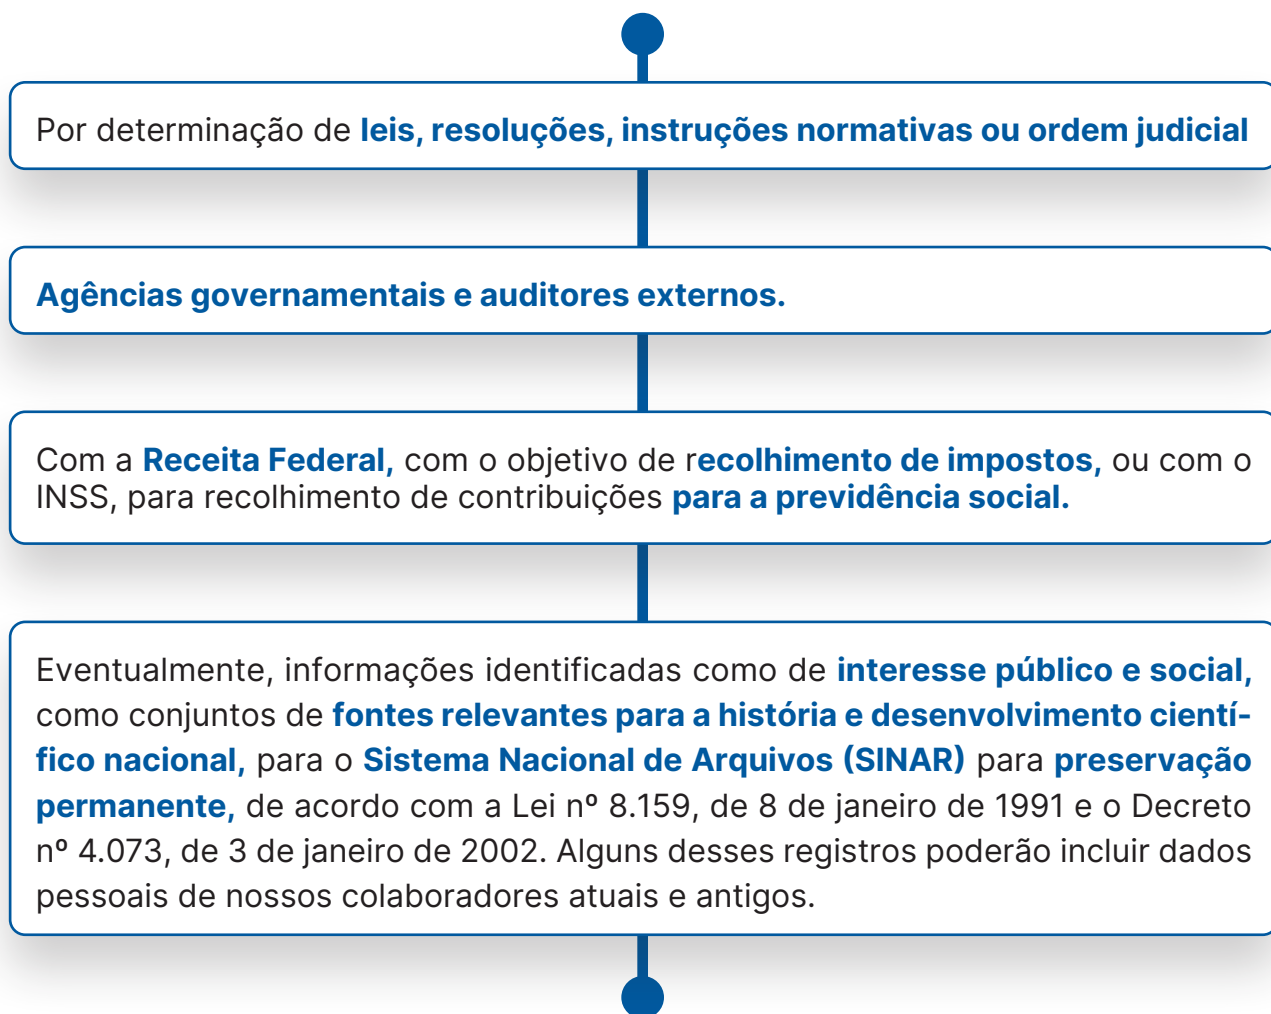 Por determinação de leis, resoluções, instruções normativas ou ordem judicial
Agências governamentais e auditores externos.
Com a Receita Federal, com o objetivo de recolhimento de impostos, ou com o
INSS, para recolhimento de contribuições para a previdência social.
Eventualmente, informações identificadas como de interesse público e social,
como conjuntos de fontes relevantes para a história e desenvolvimento cientí-
fico nacional, para o Sistema Nacional de Arquivos (SINAR) para preservação
permanente, de acordo com a Lei nº 8.159, de 8 de janeiro de 1991 e o Decreto
nº 4.073, de 3 de janeiro de 2002. Alguns desses registros poderão incluir dados
pessoais de nossos colaboradores atuais e antigos.